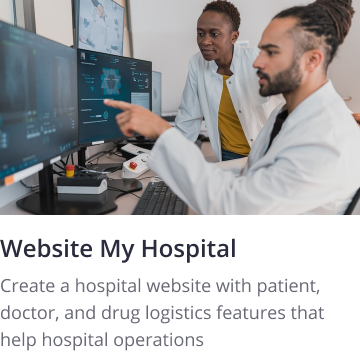 Website My Hospital
Create a hospital website with patient,
doctor, and drug logistics features that
help hospital operations